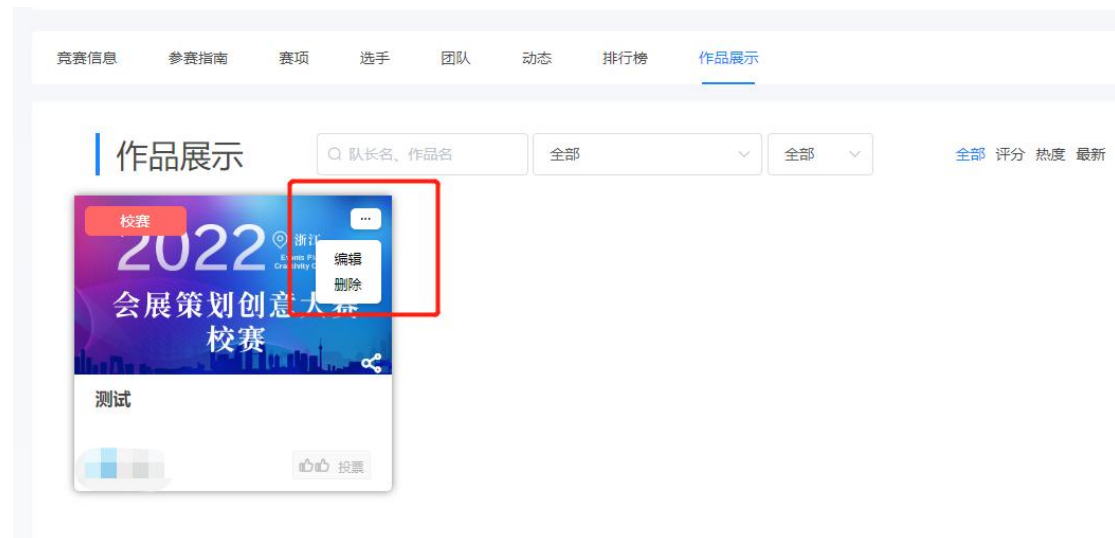 竞赛信息 参赛指南 赛项 选手 团队 动态 排行榜 作品展示
作品展示 队长名、作品名 全部 全部 全部 评分 热度 最新
校赛 ...
2022 浙江
编辑
删除
会展策划创意大赛
校赛
测试
投票